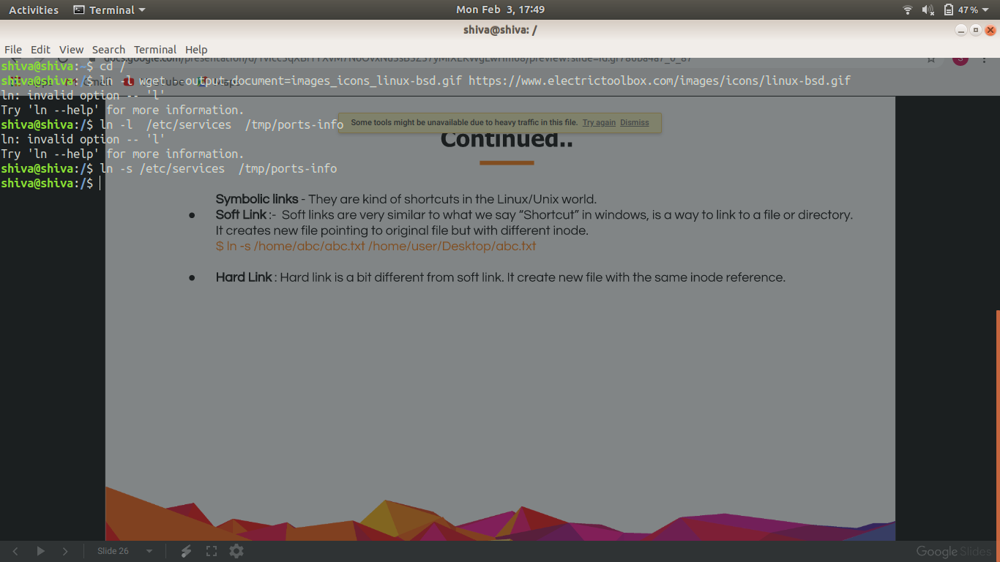 Activities Terminal Mon Feb 3, 17:49 47%
shiva@shiva: /
File Edit View Search Terminal Help
shiva@shiva:~$ cd /
shiva@shiva:/$ ln -l wget --output-document=images_icons_linux-bsd.gif https://www.electrictoolbox.com/images/icons/linux-bsd.gif
ln: invalid option -- 'l'
Try 'ln --help' for more information.
shiva@shiva:/$ ln -l  /etc/services  /tmp/ports-info
ln: invalid option -- 'l'
Try 'ln --help' for more information.
shiva@shiva:/$ ln -s /etc/services  /tmp/ports-info
shiva@shiva:/$
Some tools might be unavailable due to heavy traffic in this file. Try again Dismiss
Continued..
Symbolic links - They are kind of shortcuts in the Linux/Unix world.
● Soft Link :- Soft links are very similar to what we say “Shortcut” in windows, is a way to link to a file or directory.
It creates new file pointing to original file but with different inode.
$ ln -s /home/abc/abc.txt /home/user/Desktop/abc.txt
● Hard Link : Hard link is a bit different from soft link. It create new file with the same inode reference.
Slide 26 Google Slides